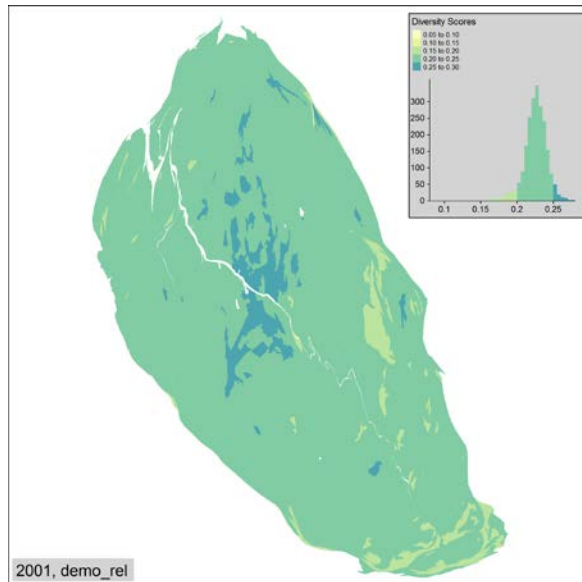 Diversity Scores
0.05 to 0.10
0.10 to 0.15
0.15 to 0.20
0.20 to 0.25
0.25 to 0.30
300
250
200
150
100
50
0
0.1 0.15 0.2 0.25
2001, demo_rel